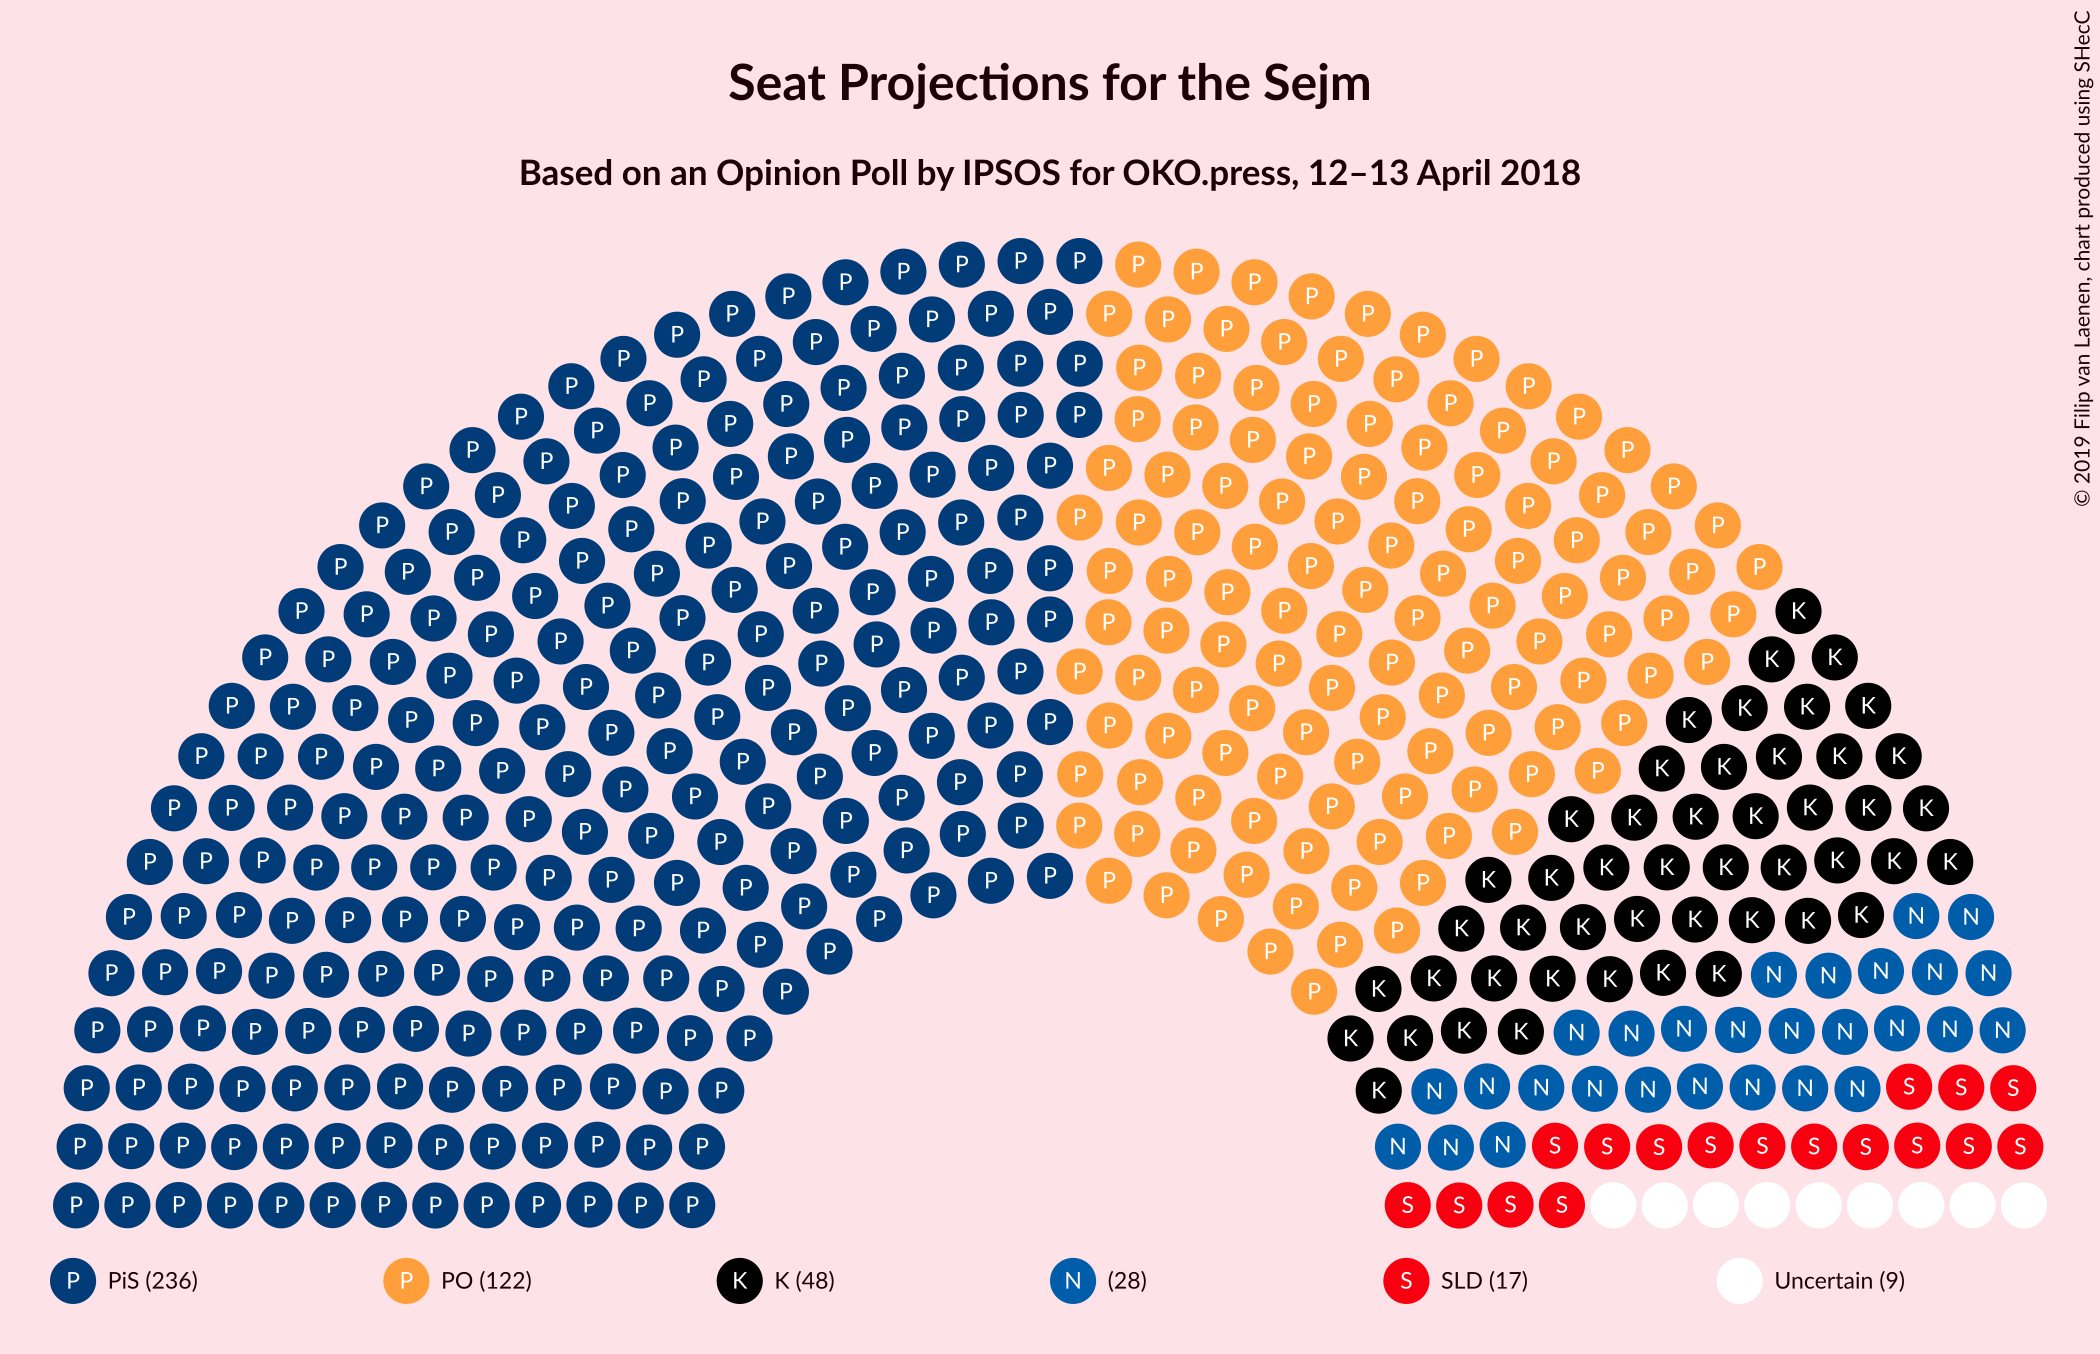 Seat Projections for the Sejm
Based on an Opinion Poll by IPSOS for OKO.press, 12–13 April 2018
© 2019 Filip van Laenen, chart produced using SHecC
P PiS (236) P PO (122) K K (48) N (28) S SLD (17) Uncertain (9)